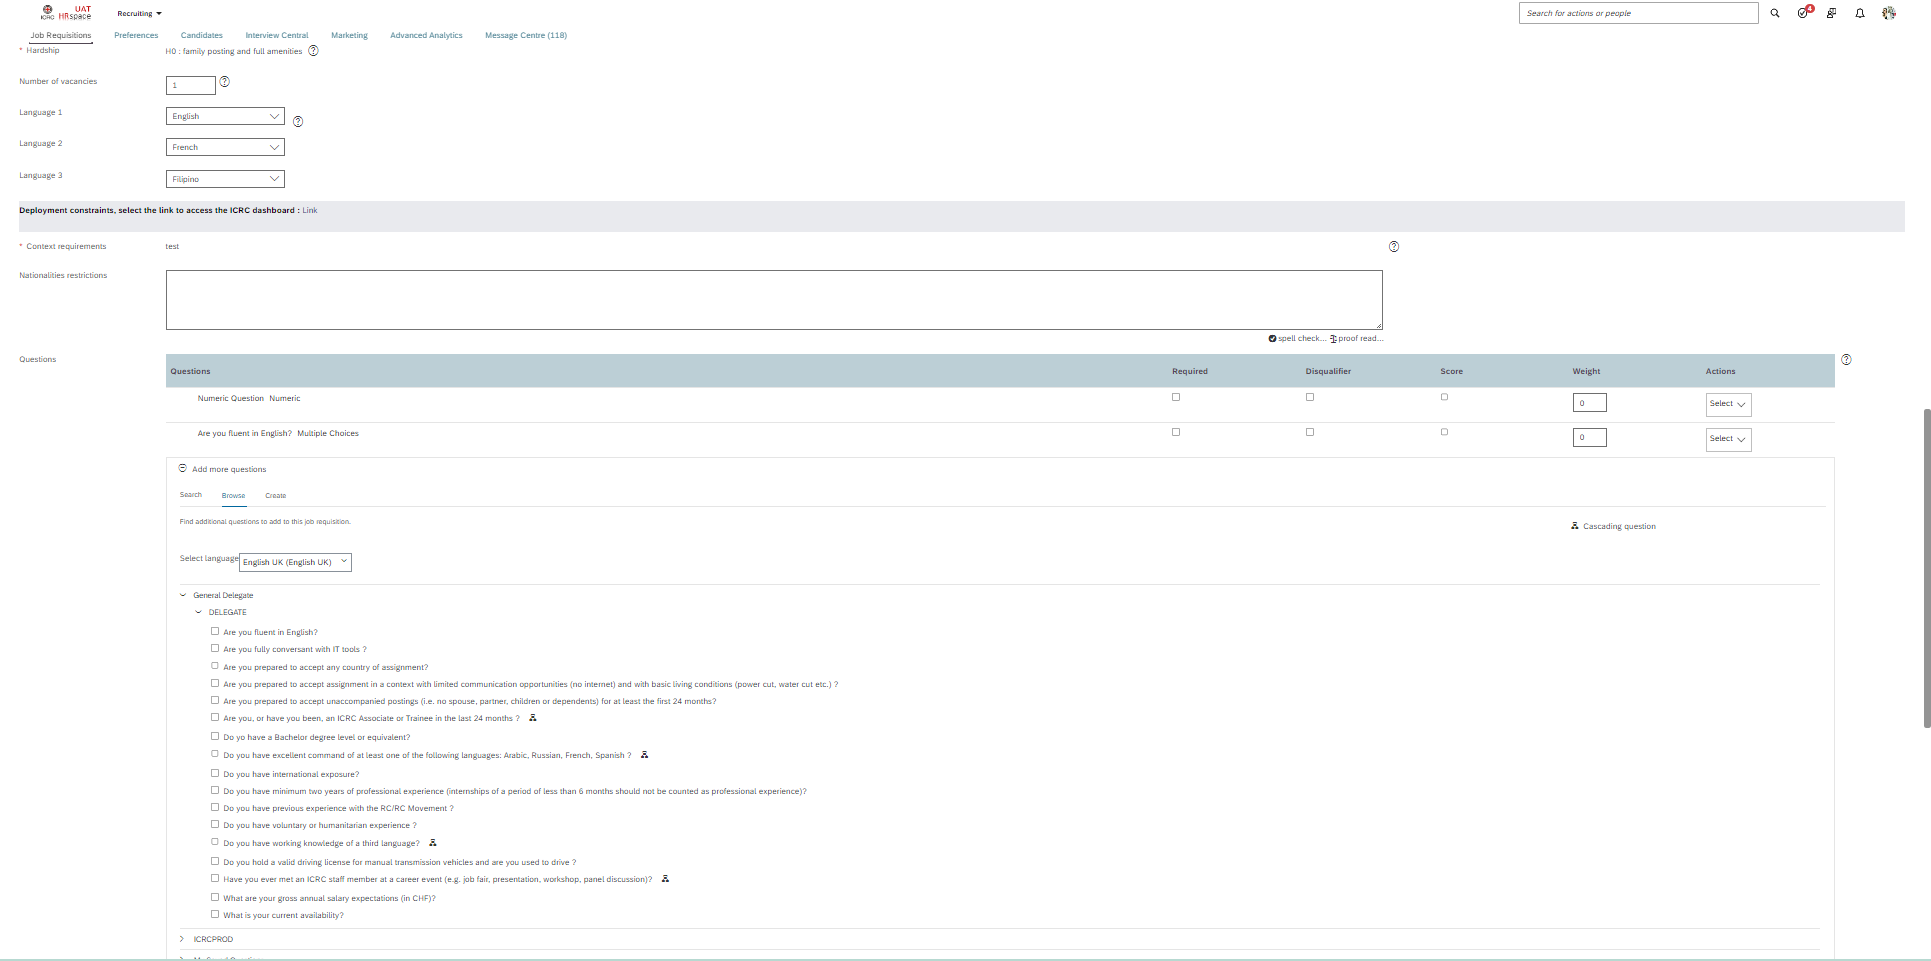 UAT
ICRC HRspace
Recruiting
Search for actions or people
4
Job Requisitions Preferences Candidates Interview Central Marketing Advanced Analytics Message Centre (118)
* Hardship H0 : family posting and full amenities ?
Number of vacancies 1 ?
Language 1 English ?
Language 2 French
Language 3 Filipino
Deployment constraints, select the link to access the ICRC dashboard : Link
* Context requirements test ?
Nationalities restrictions
spell check... proof read...
Questions ?
Questions Required Disqualifier Score Weight Actions
Numeric Question Numeric 0 Select
Are you fluent in English? Multiple Choices 0 Select
Add more questions
Search Browse Create
Find additional questions to add to this job requisition.
Cascading question
Select language English UK (English UK)
General Delegate
DELEGATE
Are you fluent in English?
Are you fully conversant with IT tools ?
Are you prepared to accept any country of assignment?
Are you prepared to accept assignment in a context with limited communication opportunities (no internet) and with basic living conditions (power cut, water cut etc.) ?
Are you prepared to accept unaccompanied postings (i.e. no spouse, partner, children or dependents) for at least the first 24 months?
Are you, or have you been, an ICRC Associate or Trainee in the last 24 months ?
Do yo have a Bachelor degree level or equivalent?
Do you have excellent command of at least one of the following languages: Arabic, Russian, French, Spanish ?
Do you have international exposure?
Do you have minimum two years of professional experience (internships of a period of less than 6 months should not be counted as professional experience)?
Do you have previous experience with the RC/RC Movement ?
Do you have voluntary or humanitarian experience ?
Do you have working knowledge of a third language?
Do you hold a valid driving license for manual transmission vehicles and are you used to drive ?
Have you ever met an ICRC staff member at a career event (e.g. job fair, presentation, workshop, panel discussion)?
What are your gross annual salary expectations (in CHF)?
What is your current availability?
ICRCPROD